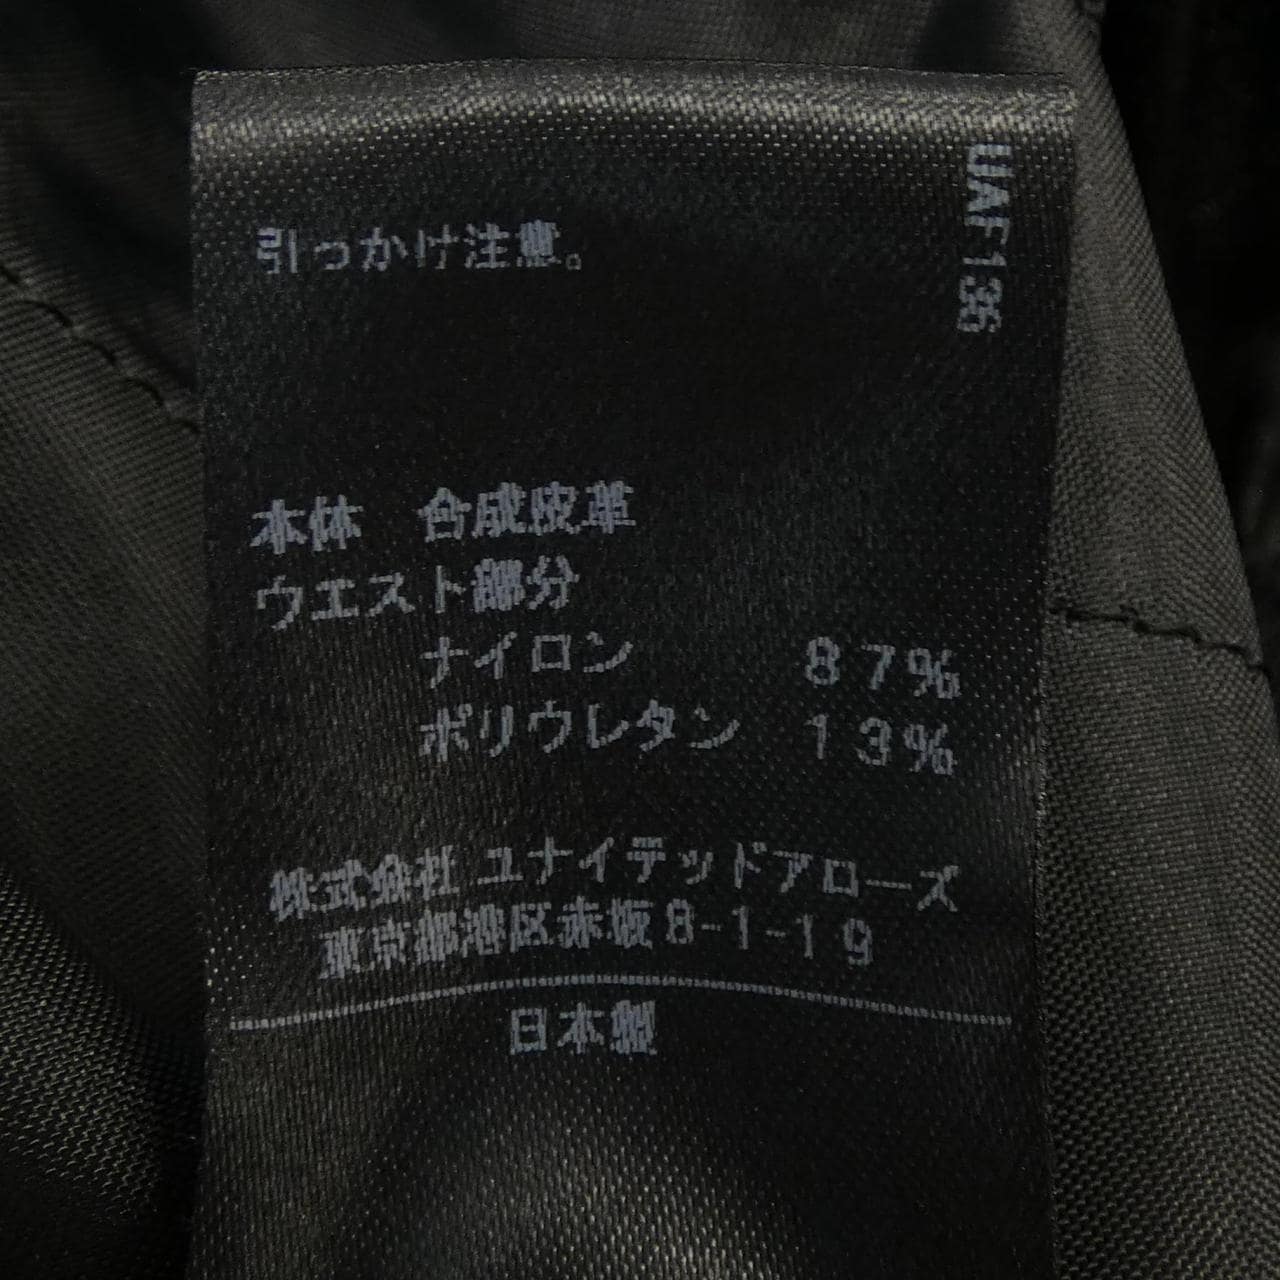 UAF136
引っかけ注意。
本体 合成皮革
ウエスト部分
ナイロン 87%
ポリウレタン 13%
株式会社 ユナイテッドアローズ
東京都港区赤坂8-1-19
日本製